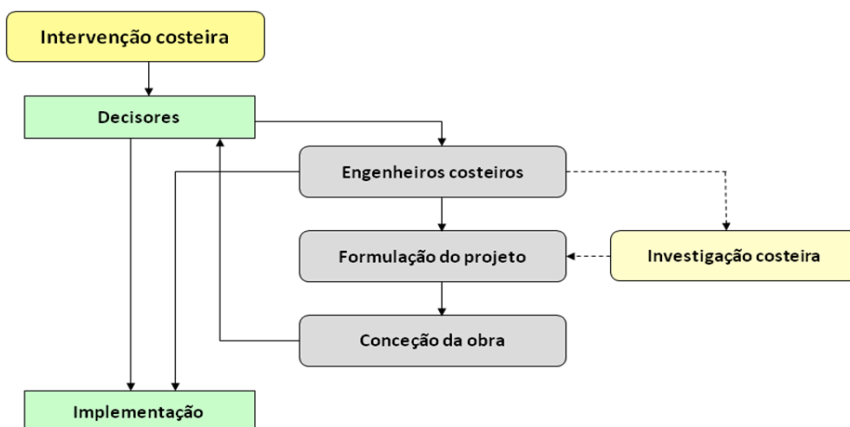 Intervenção costeira
Decisores
Engenheiros costeiros
Formulação do projeto
Investigação costeira
Conceção da obra
Implementação